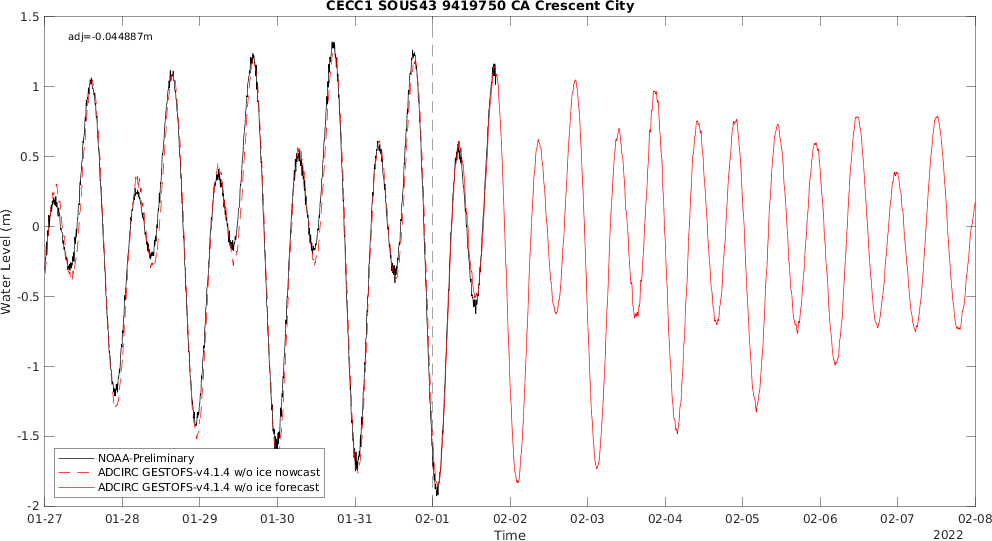 CECC1 SOUS43 9419750 CA Crescent City
adj=-0.044887m
1.5
1
0.5
0
-0.5
-1
-1.5
-2
Water Level (m)
NOAA-Preliminary
ADCIRC GESTOFS-v4.1.4 w/o ice nowcast
ADCIRC GESTOFS-v4.1.4 w/o ice forecast
01-27 01-28 01-29 01-30 01-31 02-01 02-02 02-03 02-04 02-05 02-06 02-07 02-08
Time
2022